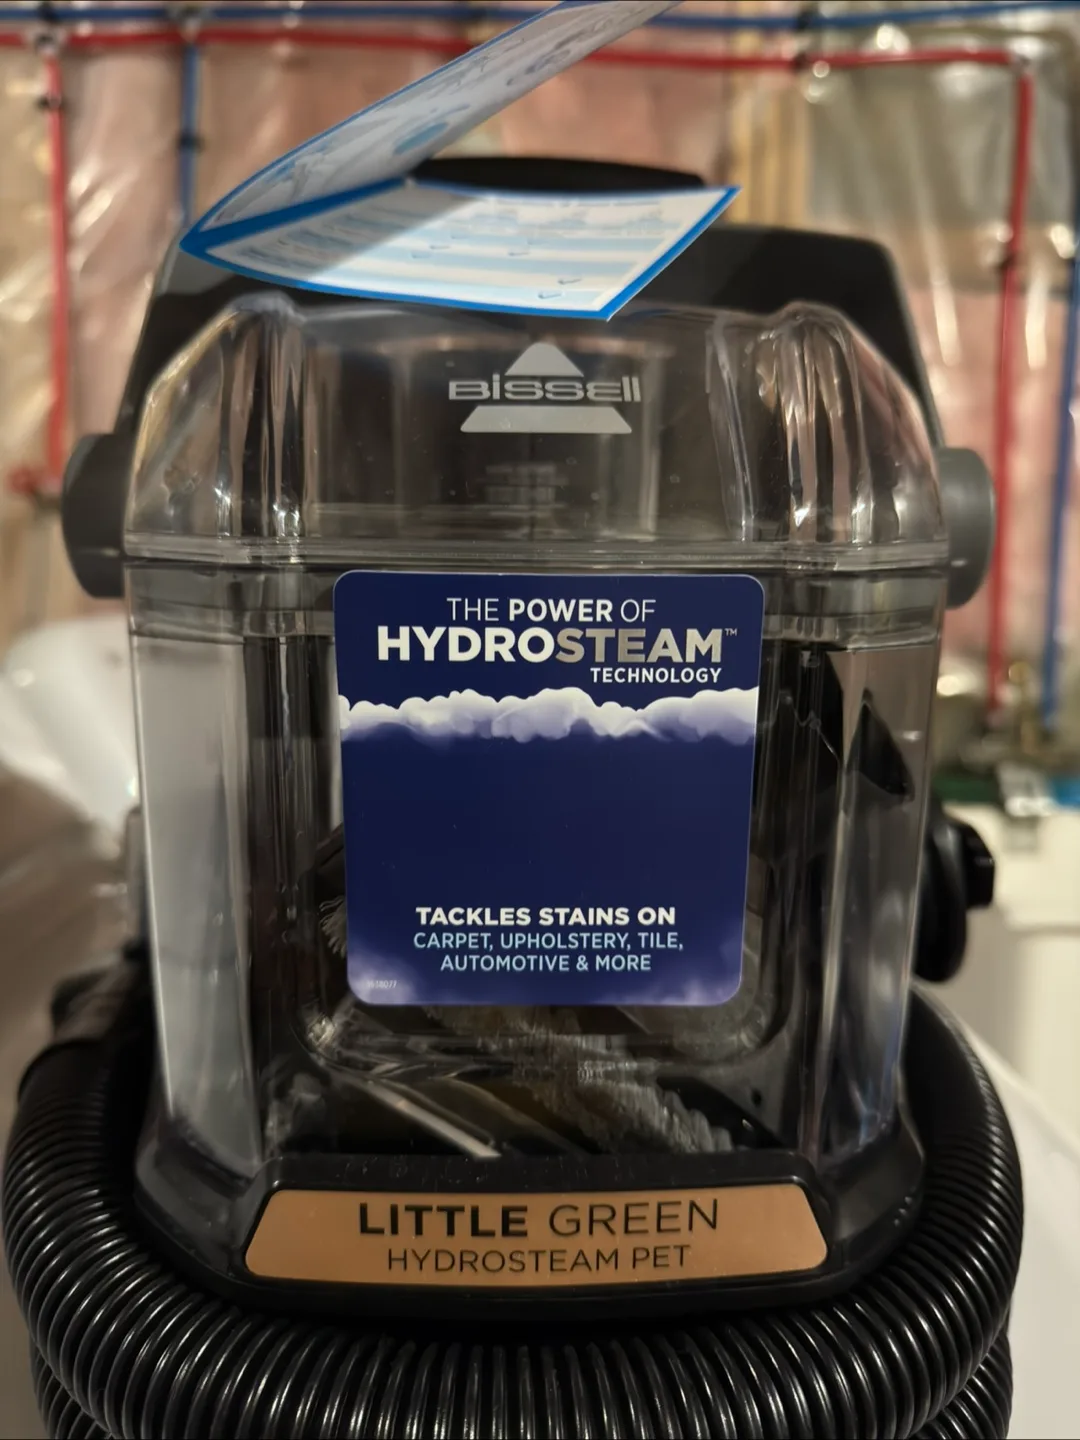 BISSELL
THE POWER OF
HYDROSTEAM™
TECHNOLOGY
TACKLES STAINS ON
CARPET, UPHOLSTERY, TILE,
AUTOMOTIVE & MORE
LITTLE GREEN
HYDROSTEAM PET